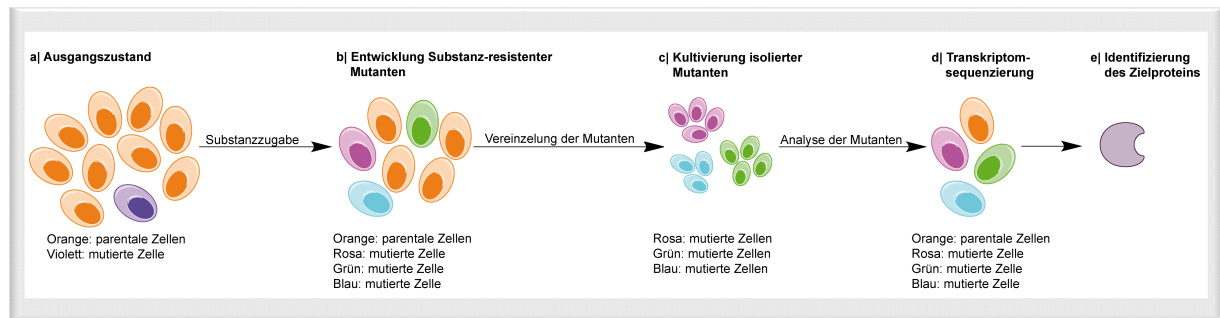 a| Ausgangszustand
b| Entwicklung Substanz-resistenter
Mutanten
c| Kultivierung isolierter
Mutanten
d| Transkriptom-
sequenzierung
e| Identifizierung
des Zielproteins
Substanzzugabe
Vereinzelung der Mutanten
Analyse der Mutanten
Orange: parentale Zellen
Violett: mutierte Zelle
Orange: parentale Zellen
Rosa: mutierte Zelle
Grün: mutierte Zelle
Blau: mutierte Zelle
Rosa: mutierte Zellen
Grün: mutierte Zellen
Blau: mutierte Zellen
Orange: parentale Zellen
Rosa: mutierte Zelle
Grün: mutierte Zelle
Blau: mutierte Zelle